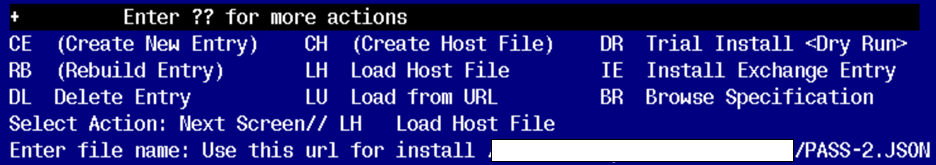 + Enter ?? for more actions
CE (Create New Entry) CH (Create Host File) DR Trial Install <Dry Run>
RB (Rebuild Entry) LH Load Host File IE Install Exchange Entry
DL Delete Entry LU Load from URL BR Browse Specification
Select Action: Next Screen// LH Load Host File
Enter file name: Use this url for install /PASS-2.JSON